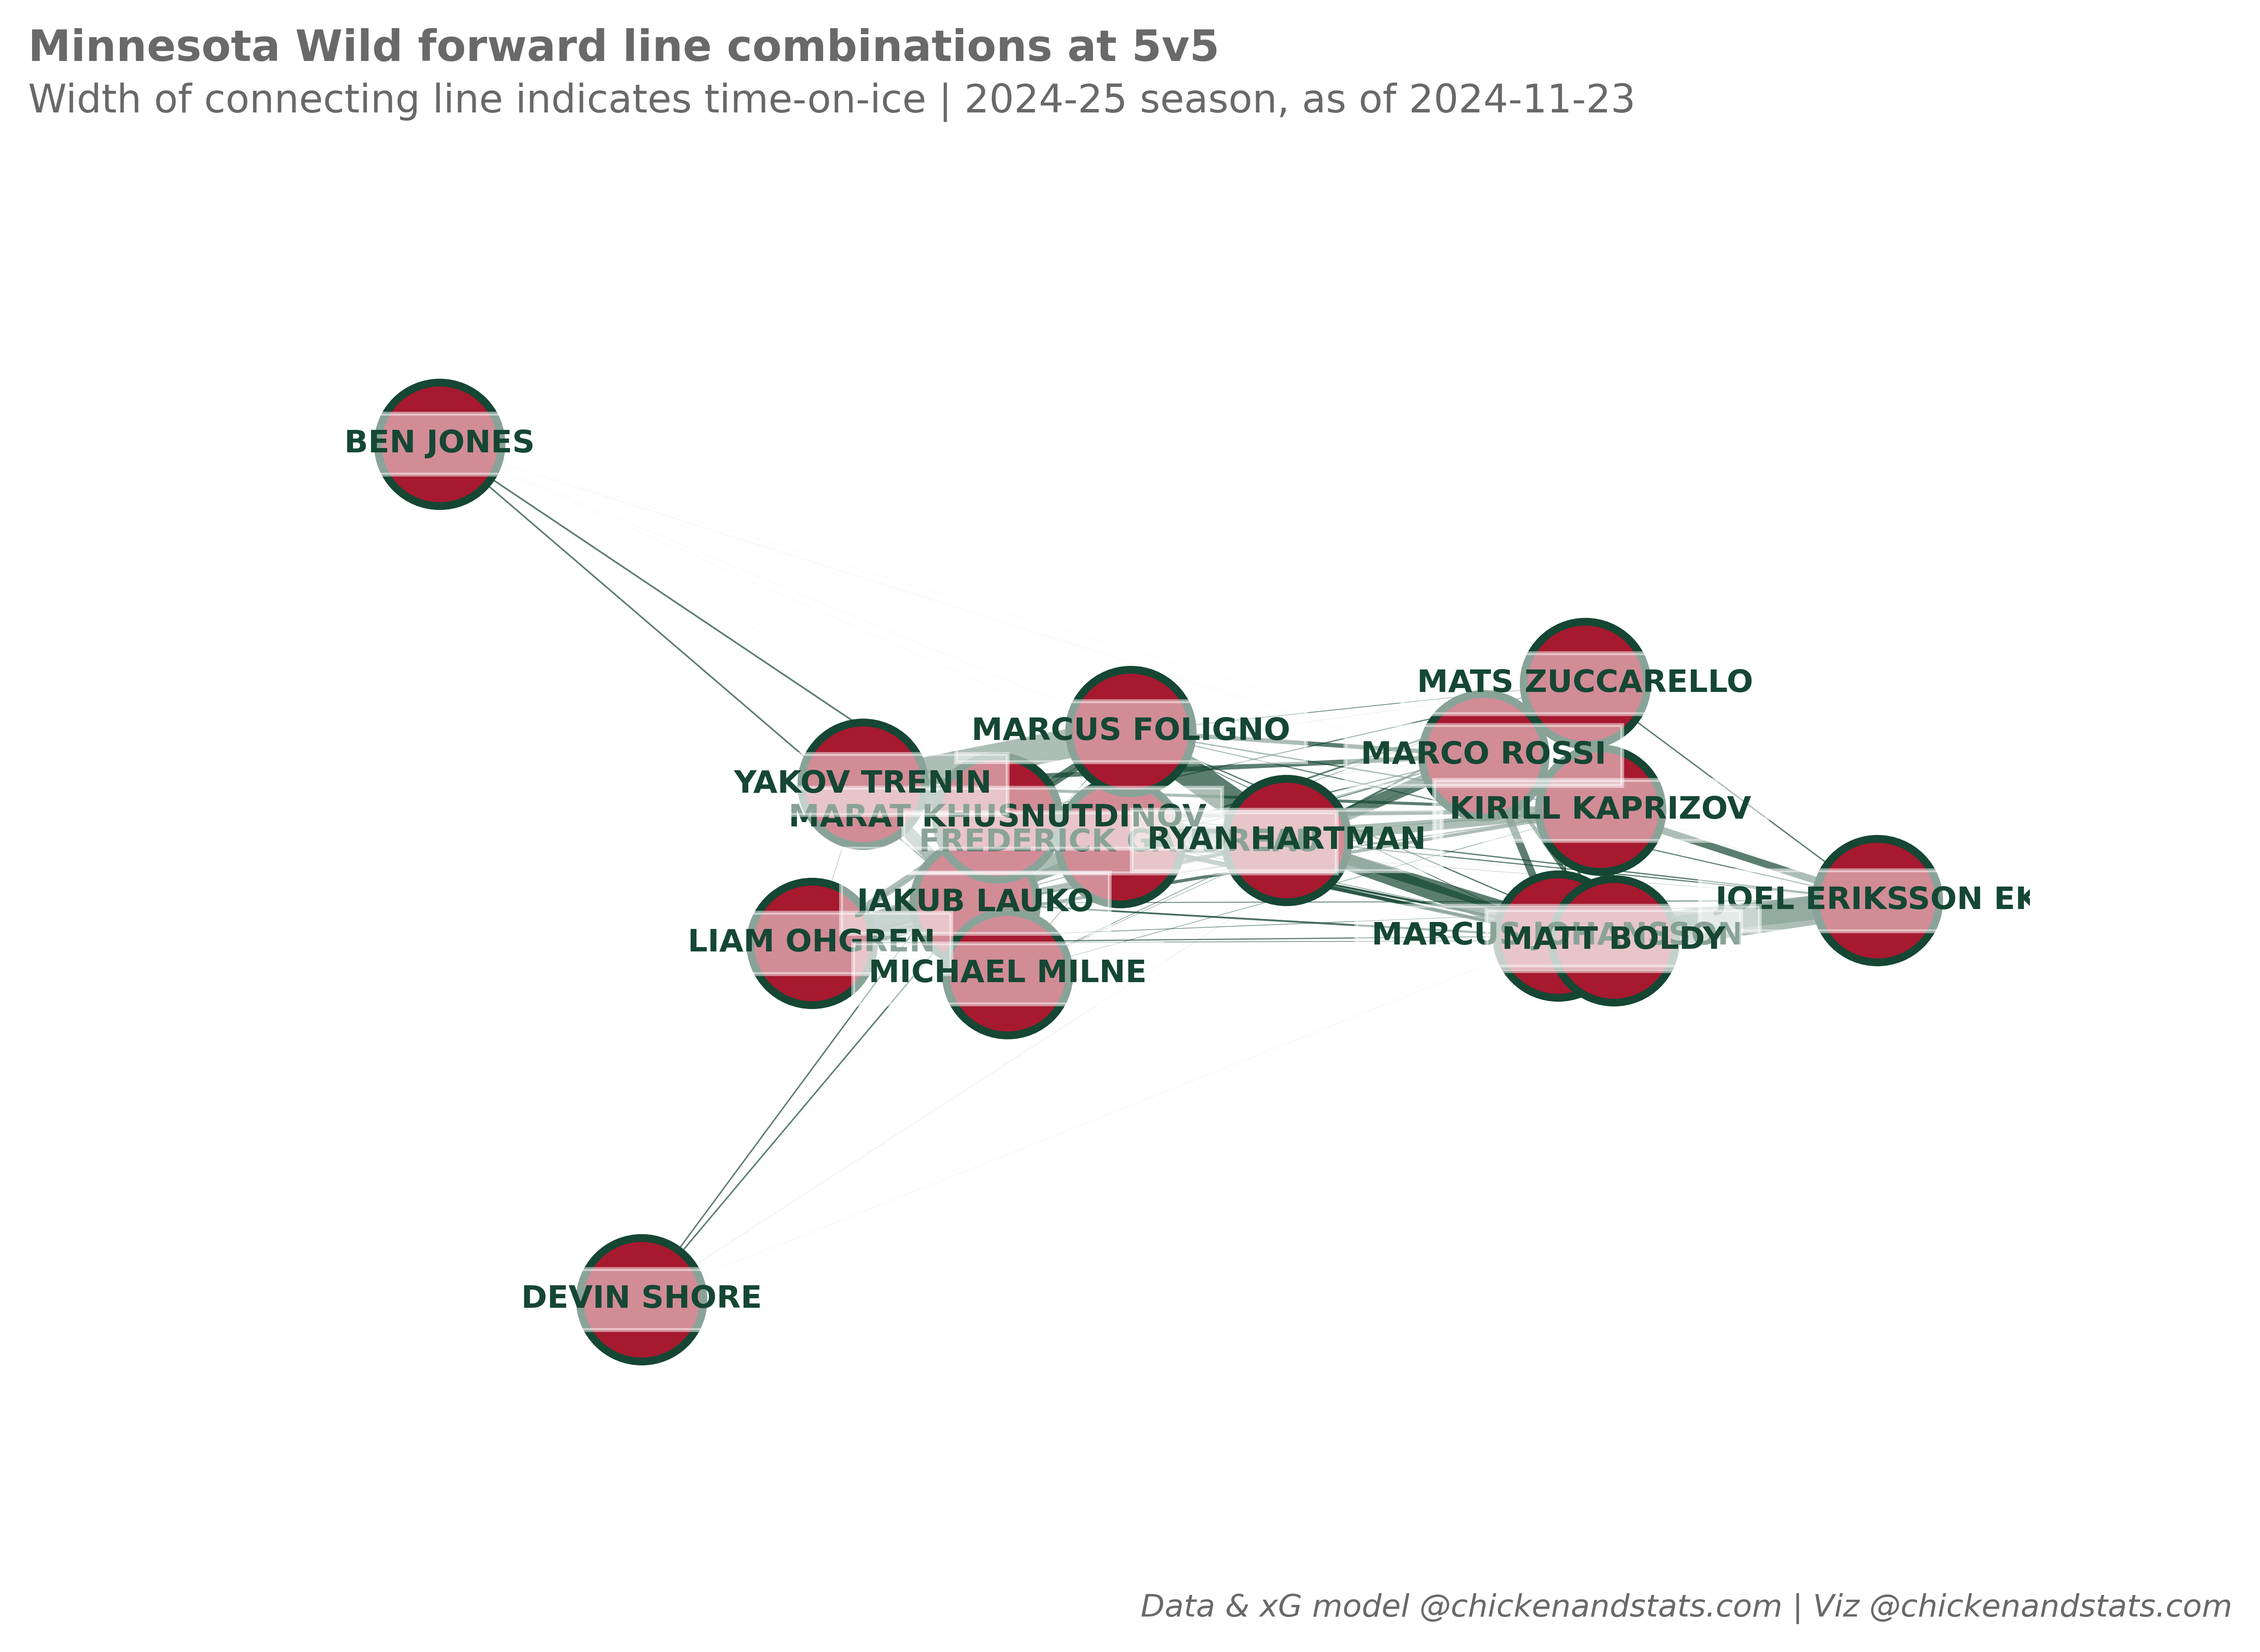 Minnesota Wild forward line combinations at 5v5
Width of connecting line indicates time-on-ice | 2024-25 season, as of 2024-11-23
BEN JONES
MATS ZUCCARELLO
MARCUS FOLIGNO
MARCO ROSSI
YAKOV TRENIN
KIRILL KAPRIZOV
MARAT KHUSNUTDINOV
FREDERICK
RYAN HARTMAN
JAKUB LAUKO
JOEL ERIKSSON EK
LIAM OHGREN
MARCUS JOHANSSON
MATT BOLDY
MICHAEL MILNE
DEVIN SHORE
Data & xG model @chickenandstats.com | Viz @chickenandstats.com